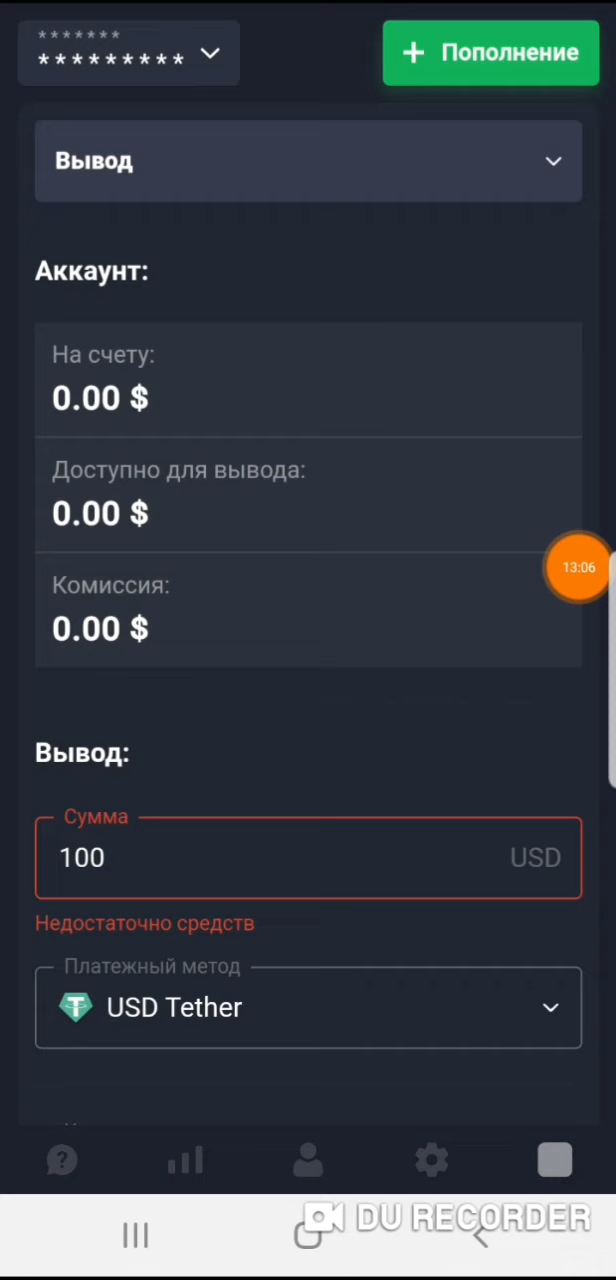 *******
*********
+ Пополнение
Вывод
Аккаунт:
На счету:
0.00 $
Доступно для вывода:
0.00 $
13:06
Комиссия:
0.00 $
Вывод:
Сумма
100 USD
Недостаточно средств
Платежный метод
USD Tether
DU RECORDER